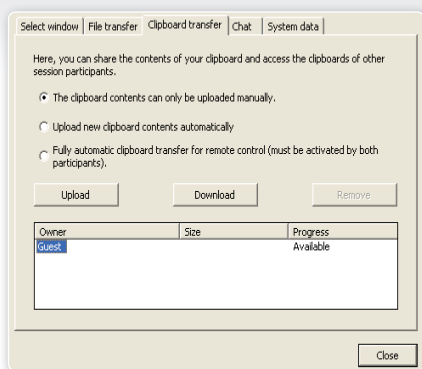 Select window File transfer Clipboard transfer Chat System data
Here, you can share the contents of your clipboard and access the clipboards of other
session participants.
The clipboard contents can only be uploaded manually.
Upload new clipboard contents automatically
Fully automatic clipboard transfer for remote control (must be activated by both
participants).
Upload Download Remove
Owner Size Progress
Guest Available
Close